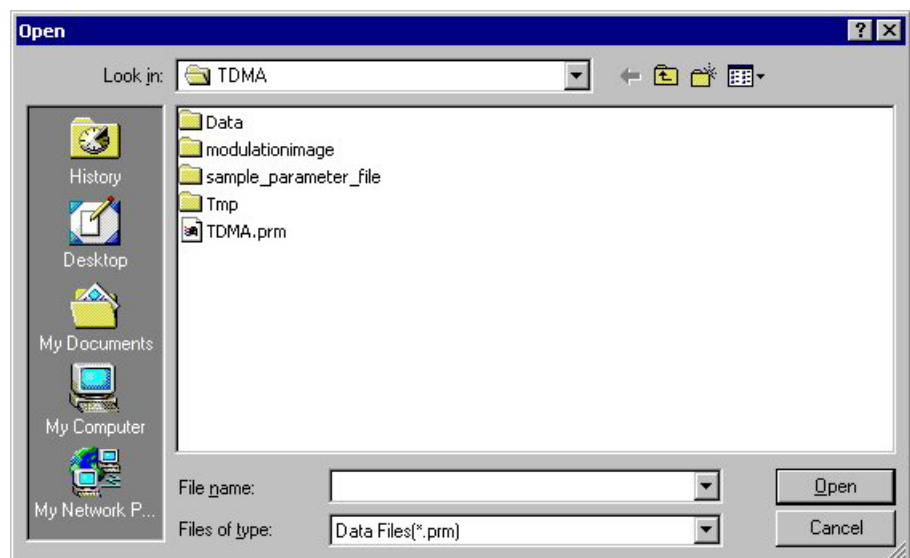 Open
Look in: TDMA
History
Desktop
My Documents
My Computer
My Network P...
Data
modulationimage
sample_parameter_file
Tmp
TDMA.prm
File name:
Open
Files of type: Data Files(*.prm)
Cancel